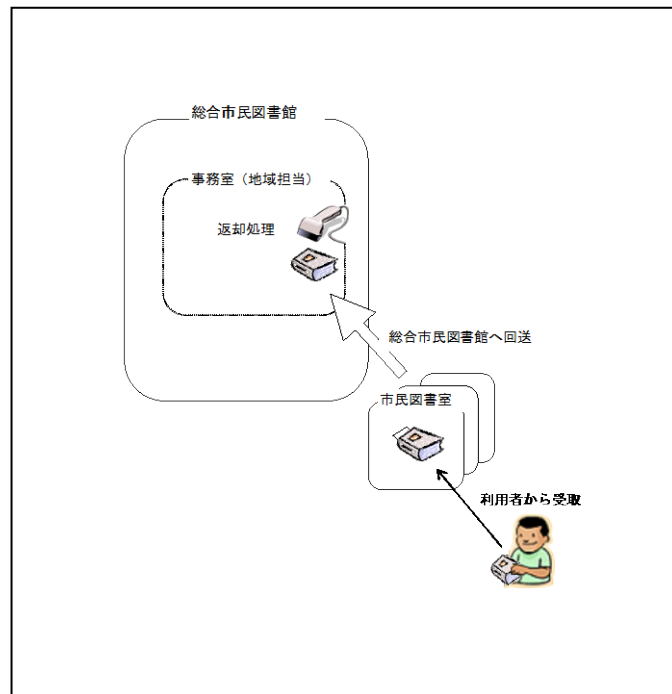 総合市民図書館
事務室（地域担当）
返却処理
総合市民図書館へ回送
市民図書室
利用者から受取